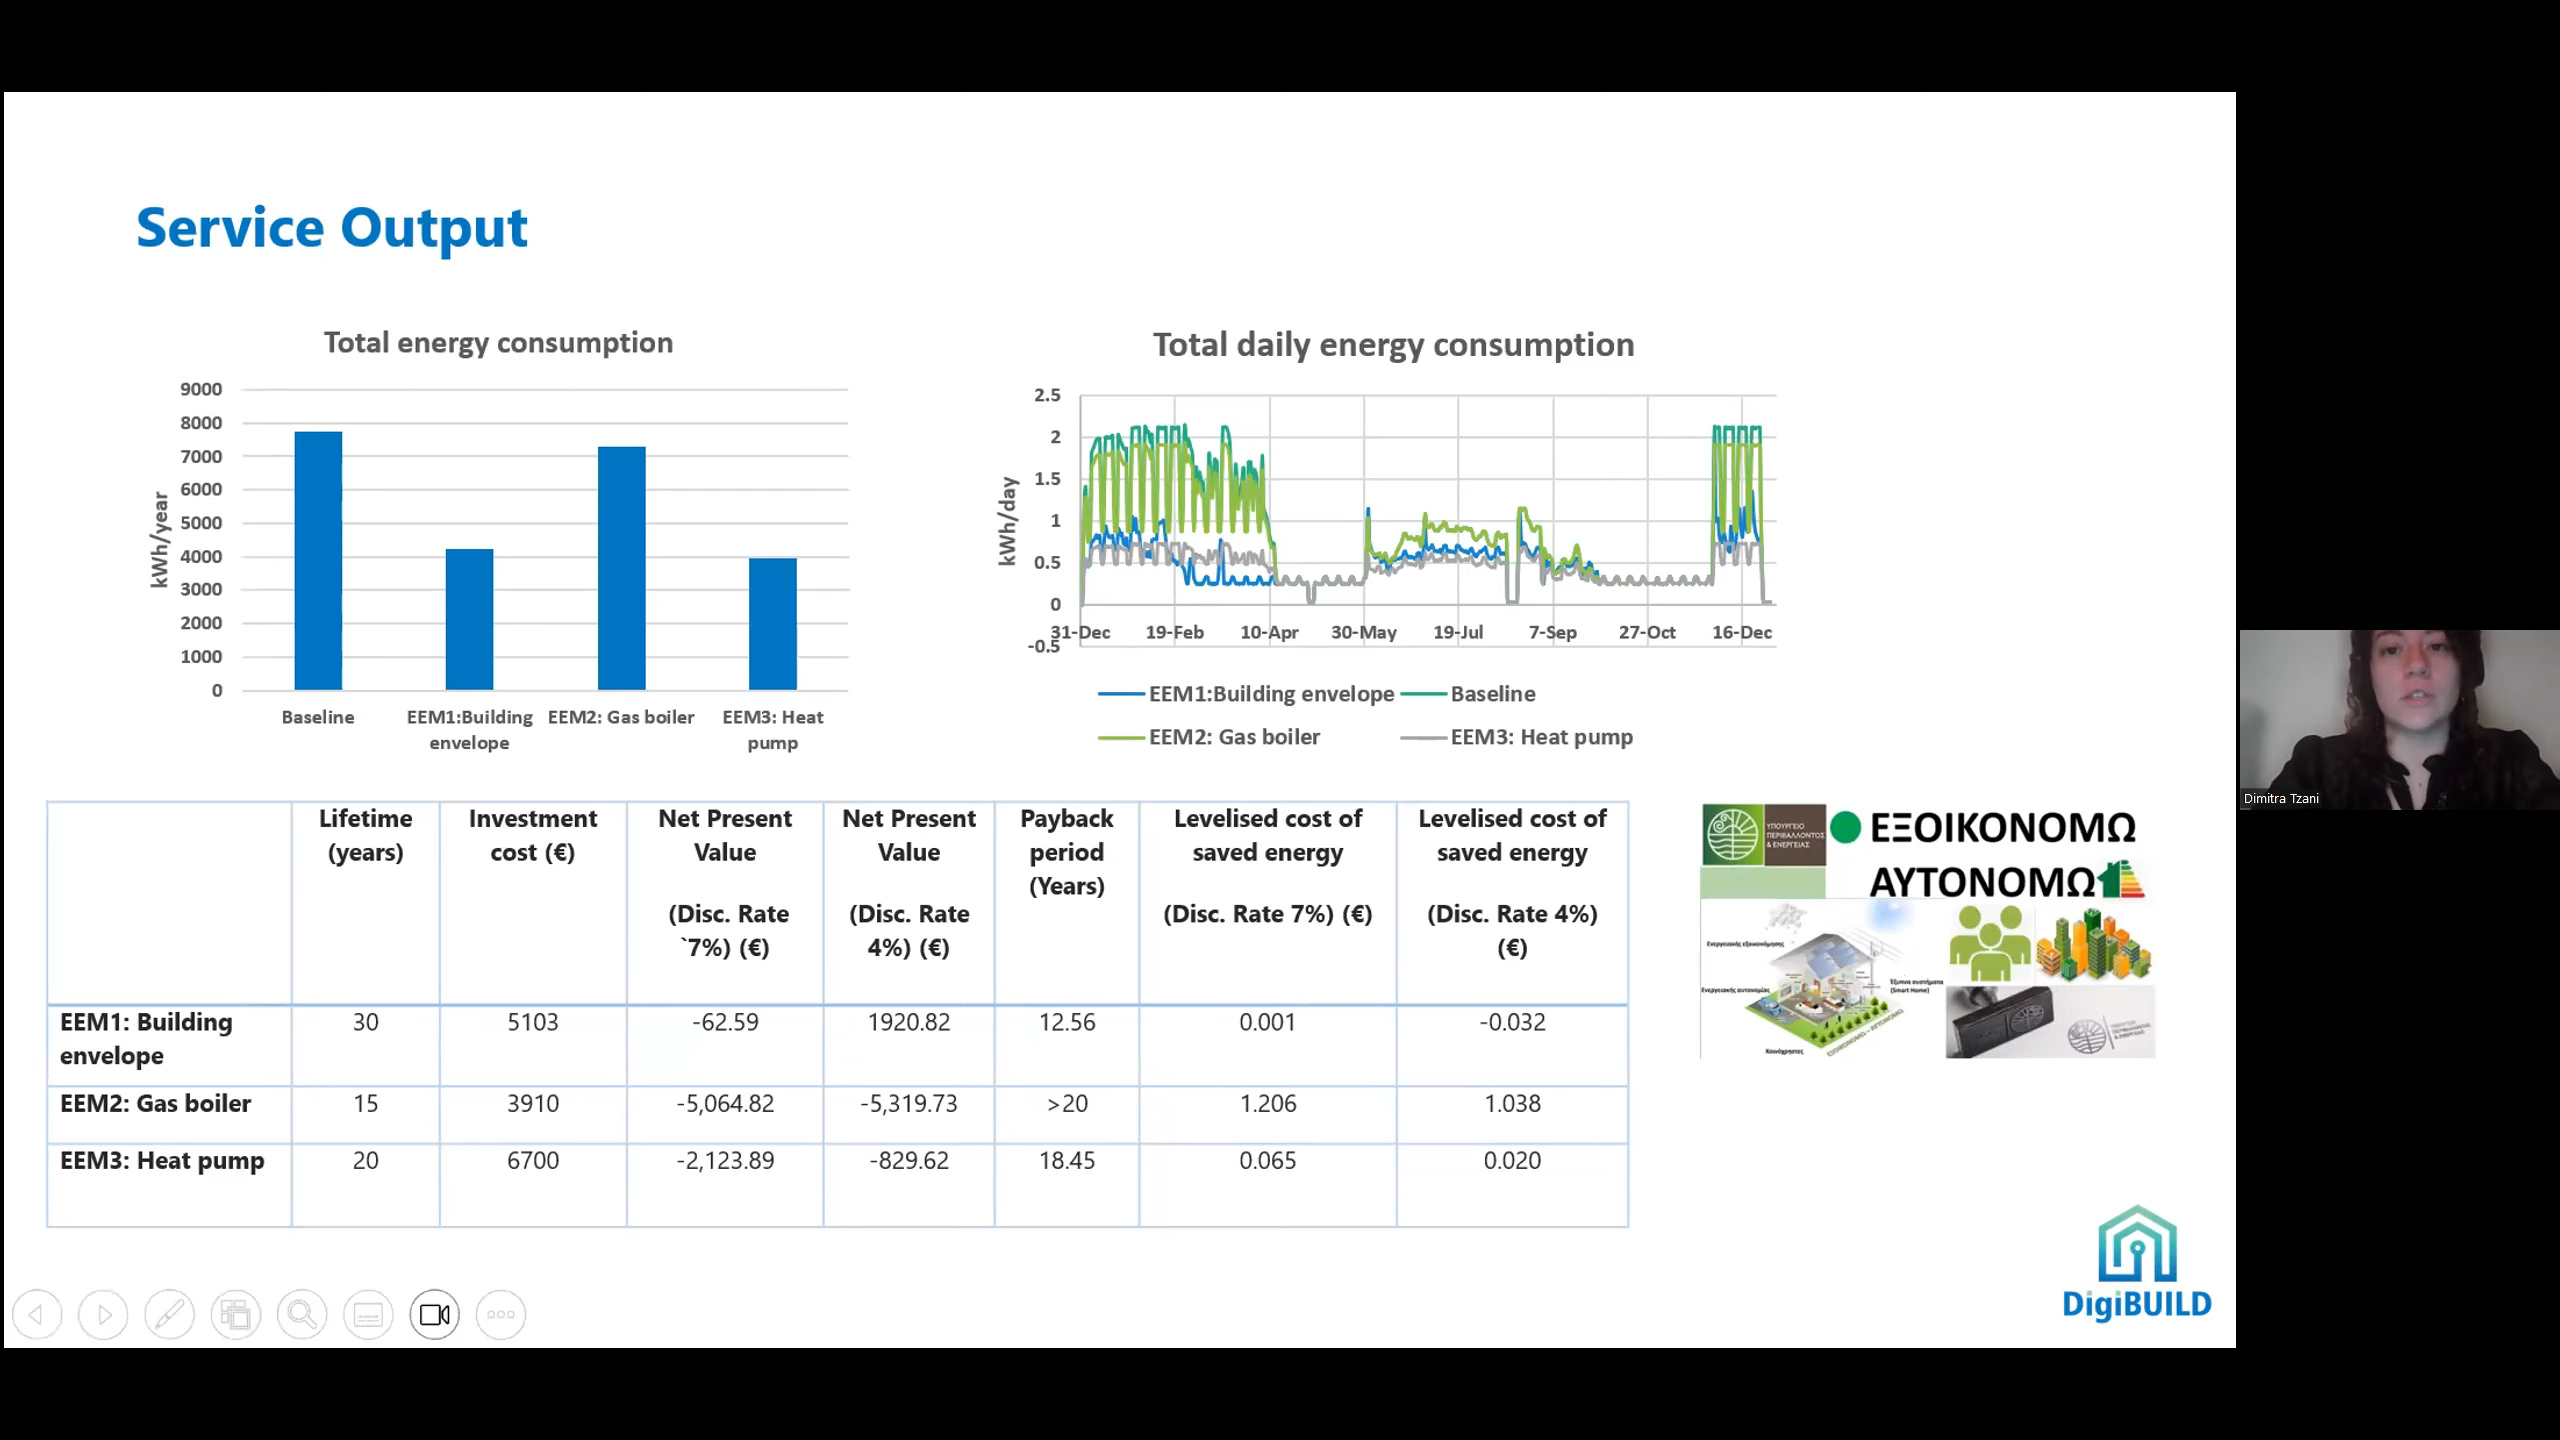 Service Output
Total energy consumption
9000
8000
7000
6000
5000
4000
3000
2000
1000
0
kWh/year
Baseline
EEM1:Building
envelope
EEM2: Gas boiler
EEM3: Heat
pump
Total daily energy consumption
2.5
2
1.5
1
0.5
0
-0.5
kWh/day
31-Dec 19-Feb 10-Apr 30-May 19-Jul 7-Sep 27-Oct 16-Dec
EEM1:Building envelope Baseline
EEM2: Gas boiler EEM3: Heat pump
Lifetime
(years)
Investment
cost (€)
Net Present
Value
(Disc. Rate
`7%) (€)
Net Present
Value
(Disc. Rate
4%) (€)
Payback
period
(Years)
Levelised cost of
saved energy
(Disc. Rate 7%) (€)
Levelised cost of
saved energy
(Disc. Rate 4%)
(€)
EEM1: Building
envelope
30 5103 -62.59 1920.82 12.56 0.001 -0.032
EEM2: Gas boiler 15 3910 -5,064.82 -5,319.73 >20 1.206 1.038
EEM3: Heat pump 20 6700 -2,123.89 -829.62 18.45 0.065 0.020
ΥΠΟΥΡΓΕΙΟ
ΠΕΡΙΒΑΛΛΟΝΤΟΣ
& ΕΝΕΡΓΕΙΑΣ
ΕΞΟΙΚΟΝΟΜΩ
ΑΥΤΟΝΟΜΩ
Ενεργειακής εξοικονόμησης
Ενεργειακής αυτονομίας
Έξυπνα συστήματα
(Smart Home)
Κοινόχρηστες
ΕΞΟΙΚΟΝΟΜΩ - ΑΥΤΟΝΟΜΩ
DigiBUILD
Dimitra Tzani